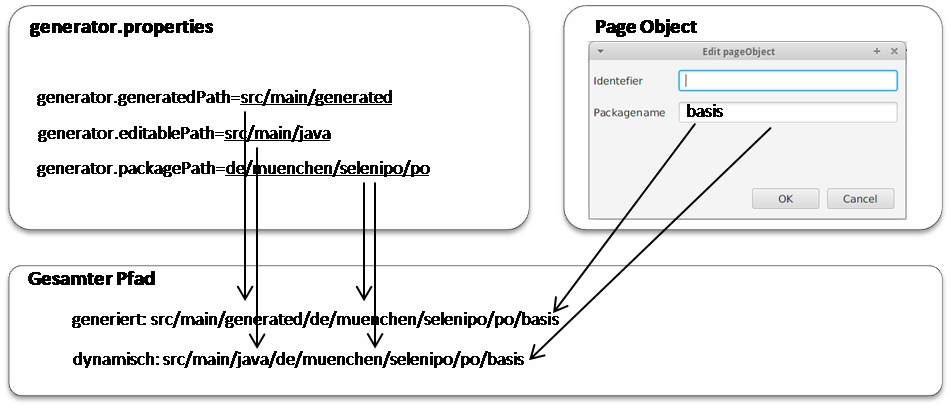 generator.properties
generator.generatedPath=src/main/generated
generator.editablePath=src/main/java
generator.packagePath=de/muenchen/selenipo/po
Page Object
Edit pageObject
Identefier
Packagename basis
OK Cancel
Gesamter Pfad
generiert: src/main/generated/de/muenchen/selenipo/po/basis
dynamisch: src/main/java/de/muenchen/selenipo/po/basis